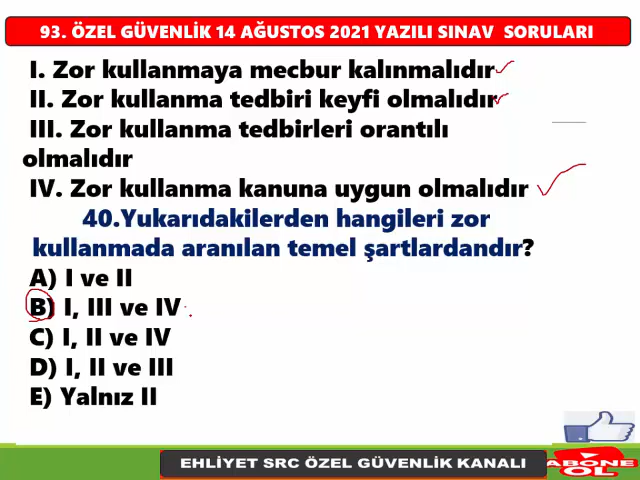 93. ÖZEL GÜVENLİK 14 AĞUSTOS 2021 YAZILI SINAV SORULARI
I. Zor kullanmaya mecbur kalınmalıdır
II. Zor kullanma tedbiri keyfi olmalıdır
III. Zor kullanma tedbirleri orantılı
olmalıdır
IV. Zor kullanma kanuna uygun olmalıdır
40.Yukarıdakilerden hangileri zor
kullanmada aranılan temel şartlardandır?
A) I ve II
B) I, III ve IV
C) I, II ve IV
D) I, II ve III
E) Yalnız II
EHLİYET SRC ÖZEL GÜVENLİK KANALI
ABONE
OL